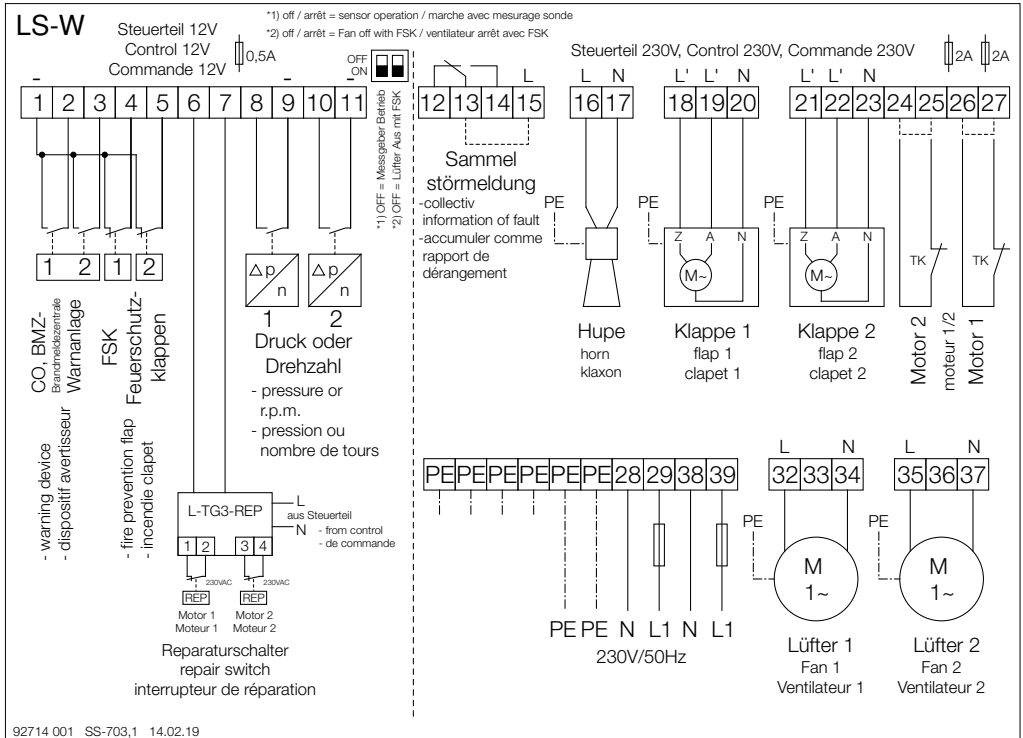 LS-W
Steuerteil 12V
Control 12V
Commande 12V
0,5A
*1) off / arrêt = sensor operation / marche avec mesurage sonde
*2) off / arrêt = Fan off with FSK / ventilateur arrêt avec FSK
OFF
ON
*1) OFF = Messgeber Betrieb
*2) OFF = Lüfter Aus mit FSK
Steuerteil 230V, Control 230V, Commande 230V
2A 2A
– – –
1 2 3 4 5 6 7 8 9 10 11
L L N L' L' N L' L' N
12 13 14 15 16 17 18 19 20 21 22 23 24 25 26 27
1 2 1 2
CO, BMZ-
Brandmeldezentrale
Warnanlage
- warning device
- dispositif avertisseur
FSK
Feuerschutz-
klappen
- fire prevention flap
- incendie clapet
Δp
n
1
Δp
n
2
Druck oder
Drehzahl
- pressure or
r.p.m.
- pression ou
nombre de tours
L-TG3-REP
L
aus Steuerteil
N - from control
- de commande
1 2 3 4
230VAC 230VAC
REP REP
Motor 1
Moteur 1
Motor 2
Moteur 2
Reparaturschalter
repair switch
interrupteur de réparation
Sammel
störmeldung
-collectiv
information of fault
-accumuler comme
rapport de
dérangement
PE
Hupe
horn
klaxon
PE
Z A N
M~
Klappe 1
flap 1
clapet 1
PE
Z A N
M~
Klappe 2
flap 2
clapet 2
TK
Motor 2
moteur 1/2
TK
Motor 1
PE PE PE PE PE PE 28 29 38 39
PE PE N L1 N L1
230V/50Hz
L N
32 33 34
PE
M
1~
Lüfter 1
Fan 1
Ventilateur 1
L N
35 36 37
PE
M
1~
Lüfter 2
Fan 2
Ventilateur 2
92714 001 SS-703,1 14.02.19